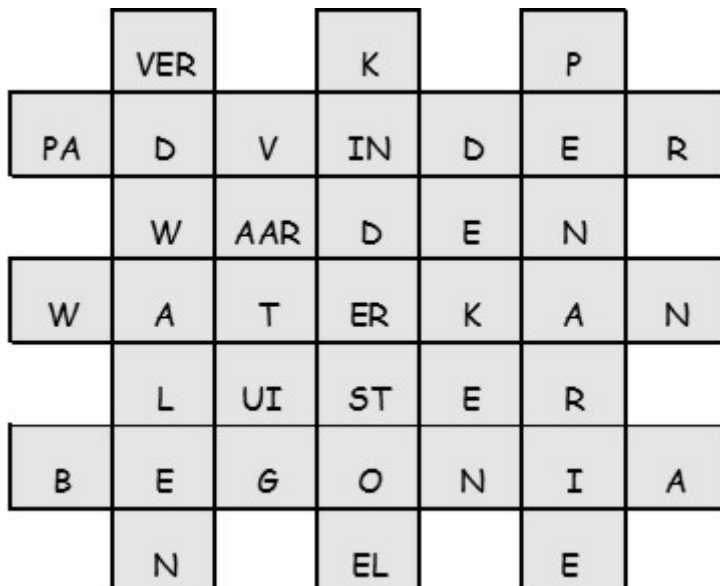 VER K P
PA D V IN D E R
W AAR D E N
W A T ER K A N
L UI ST E R
B E G O N I A
N EL E